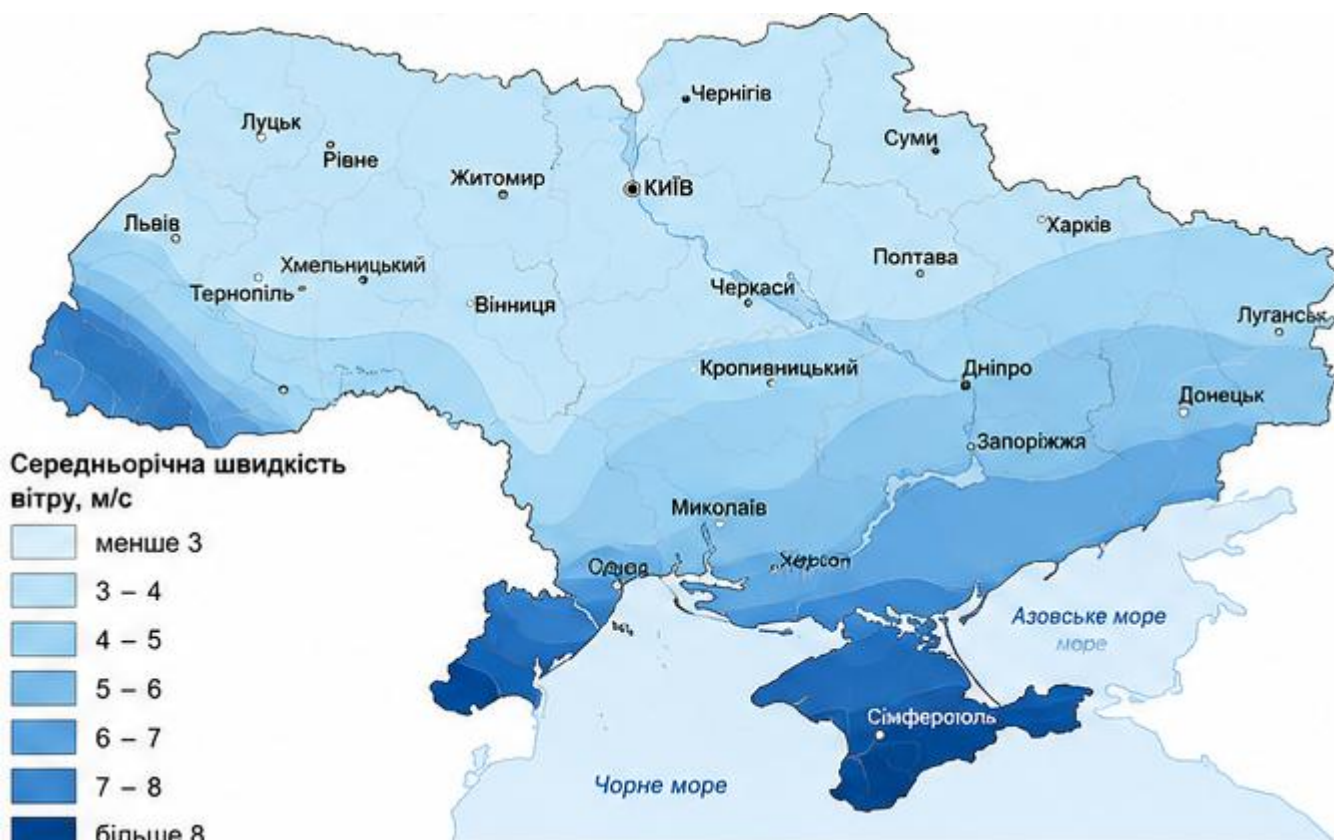 Чернігів
Луцьк
Суми
Рівне
Житомир
КИЇВ
Львів
Харків
Полтава
Хмельницький
Тернопіль
Вінниця
Черкаси
Луганськ
Кропивницький
Дніпро
Донецьк
Запоріжжя
Середньорічна швидкість
вітру, м/с
Миколаїв
менше 3
3 – 4
Азовське море
море
4 – 5
5 – 6
Сімфероюль
6 – 7
Чорне море
7 – 8
більше 8